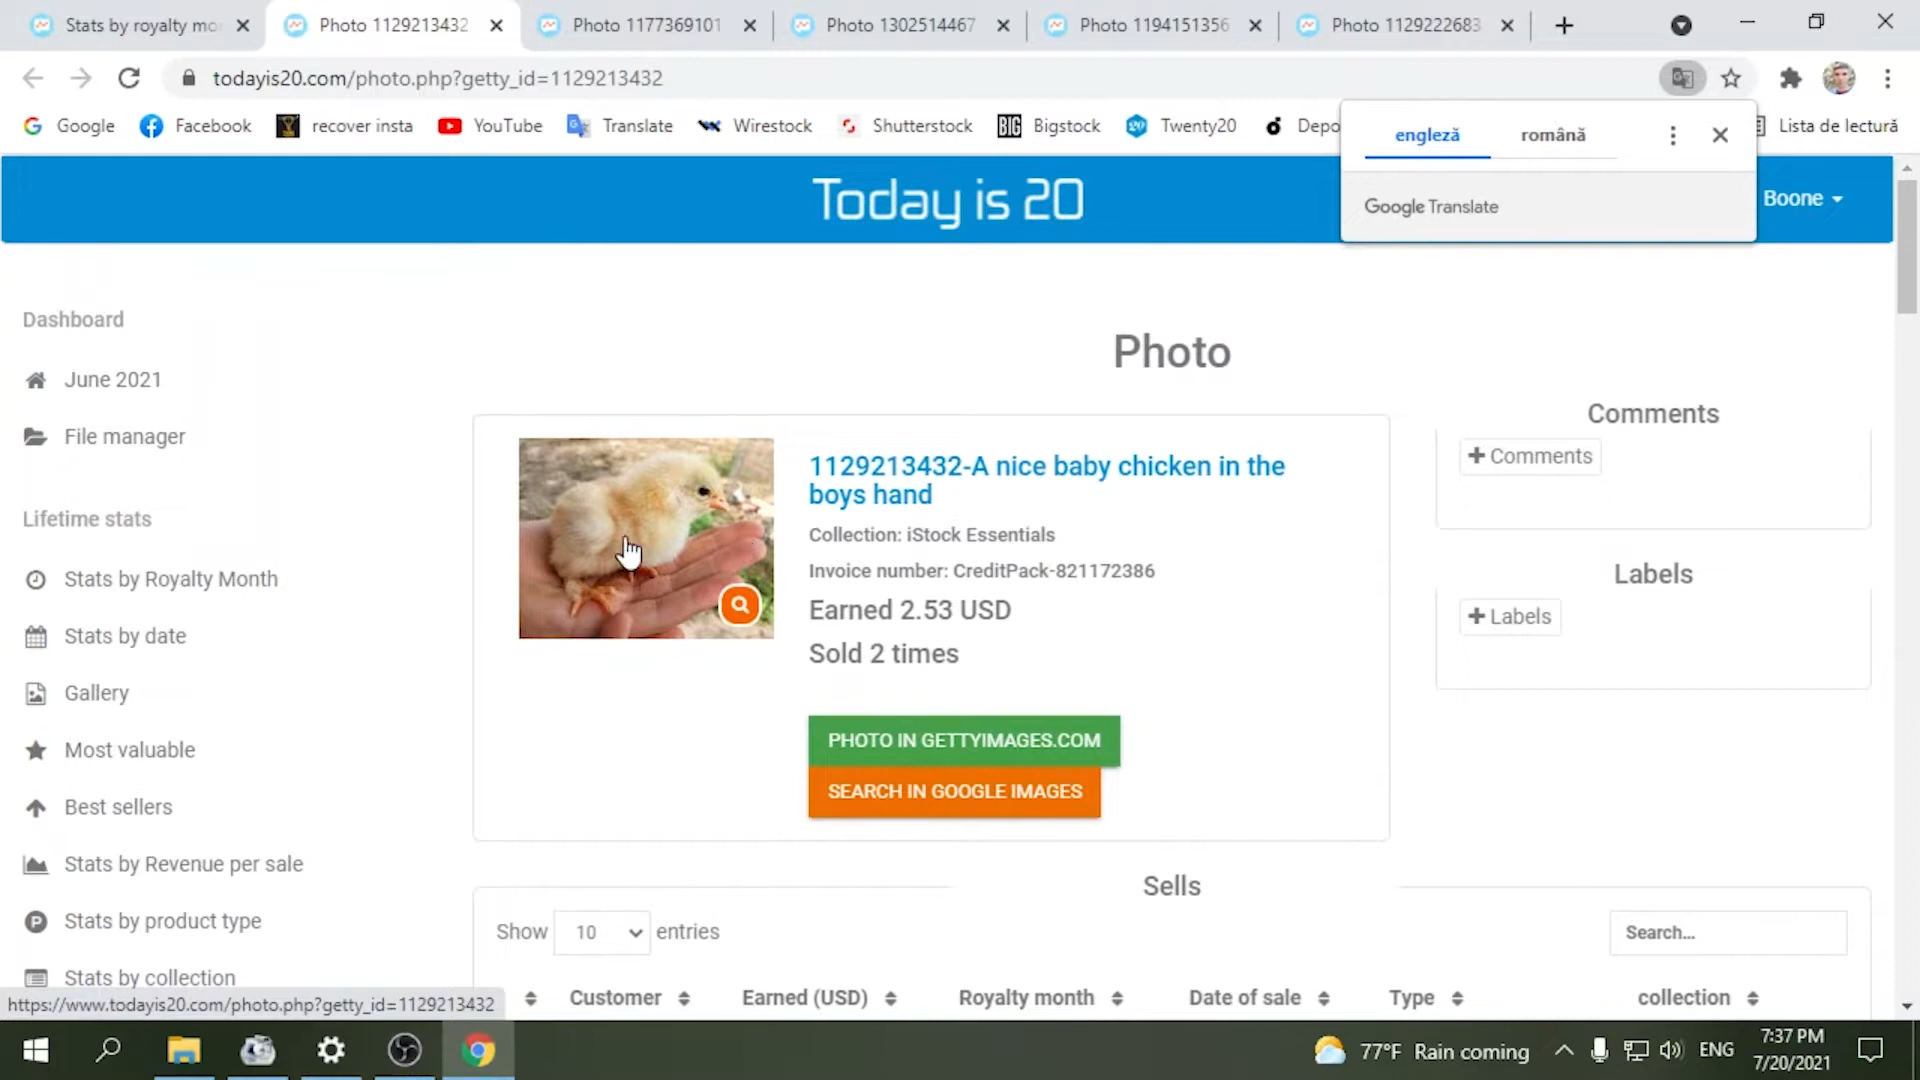 Stats by royalty mo
Photo 1129213432
Photo 1177369101
Photo 1302514467
Photo 1194151356
Photo 1129222683
todayis20.com/photo.php?getty_id=1129213432
Google
Facebook
recover insta
YouTube
Translate
Wirestock
Shutterstock
BIG Bigstock
20 Twenty20
Depo
Lista de lectură
engleză
română
Google Translate
Today is 20
Boone
Dashboard
June 2021
File manager
Lifetime stats
Stats by Royalty Month
Stats by date
Gallery
Most valuable
Best sellers
Stats by Revenue per sale
Stats by product type
Stats by collection
https://www.todayis20.com/photo.php?getty_id=1129213432
Photo
1129213432-A nice baby chicken in the
boys hand
Collection: iStock Essentials
Invoice number: CreditPack-821172386
Earned 2.53 USD
Sold 2 times
PHOTO IN GETTYIMAGES.COM
SEARCH IN GOOGLE IMAGES
Comments
+ Comments
Labels
+ Labels
Sells
Show 10 entries
Search...
Customer
Earned (USD)
Royalty month
Date of sale
Type
collection
77°F Rain coming
ENG
7:37 PM
7/20/2021